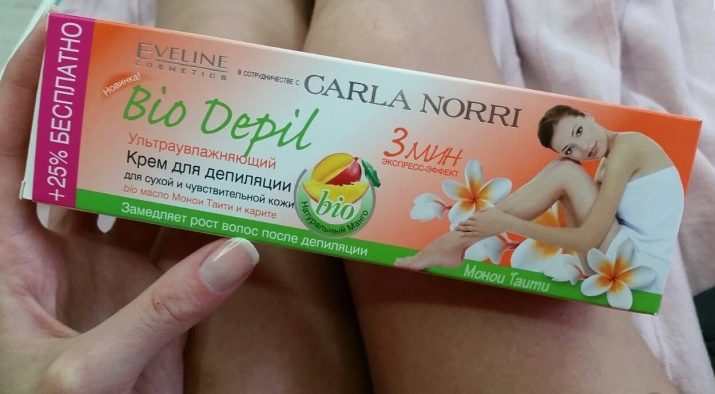 +25% БЕСПЛАТНО
EVELINE
COSMETICS
В СОТРУДНИЧЕСТВЕ С CARLA NORRI
Новинка!
Bio Depil
Ультраувлажняющий
Крем для депиляции
для сухой и чувствительной кожи
bio масло Монои Таити и карите
Замедляет рост волос после депиляции
bio
Натуральный Манго
3 мин
ЭКСПРЕСС-ЭФФЕКТ
Монои Таити